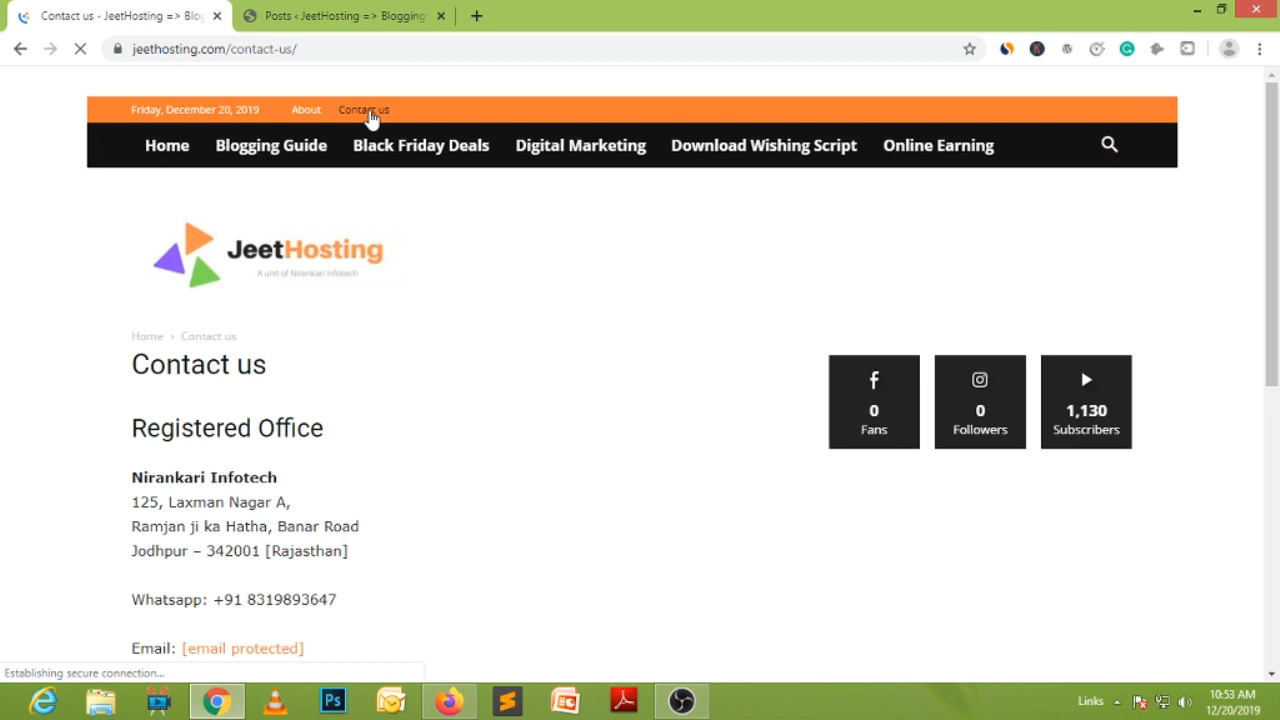 Contact us - JeetHosting => Blog
Posts ‹ JeetHosting => Blogging
jeethosting.com/contact-us/
Friday, December 20, 2019
About
Contact us
Home
Blogging Guide
Black Friday Deals
Digital Marketing
Download Wishing Script
Online Earning
JeetHosting
A unit of Nirankari Infotech
Home › Contact us
Contact us
0
Fans
0
Followers
1,130
Subscribers
Registered Office
Nirankari Infotech
125, Laxman Nagar A,
Ramjan ji ka Hatha, Banar Road
Jodhpur – 342001 [Rajasthan]
Whatsapp: +91 8319893647
Email: [email protected]
Establishing secure connection...
Ps
Links
10:53 AM
12/20/2019